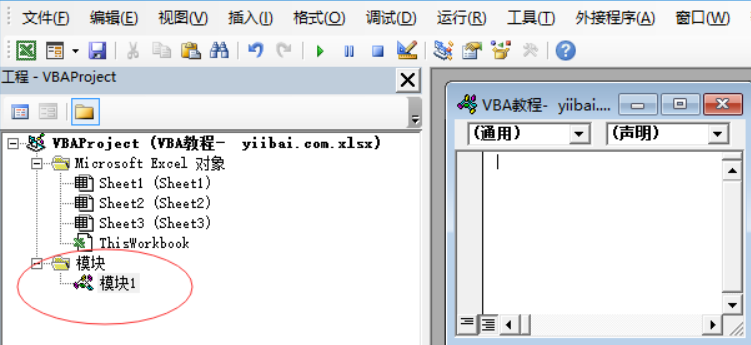 文件(F) 编辑(E) 视图(V) 插入(I) 格式(O) 调试(D) 运行(R) 工具(T) 外接程序(A) 窗口(W)
工程 - VBAProject
VBAProject (VBA教程- yiibai.com.xlsx)
Microsoft Excel 对象
Sheet1 (Sheet1)
Sheet2 (Sheet2)
Sheet3 (Sheet3)
ThisWorkbook
模块
模块1
VBA教程- yiibai....
(通用) (声明)